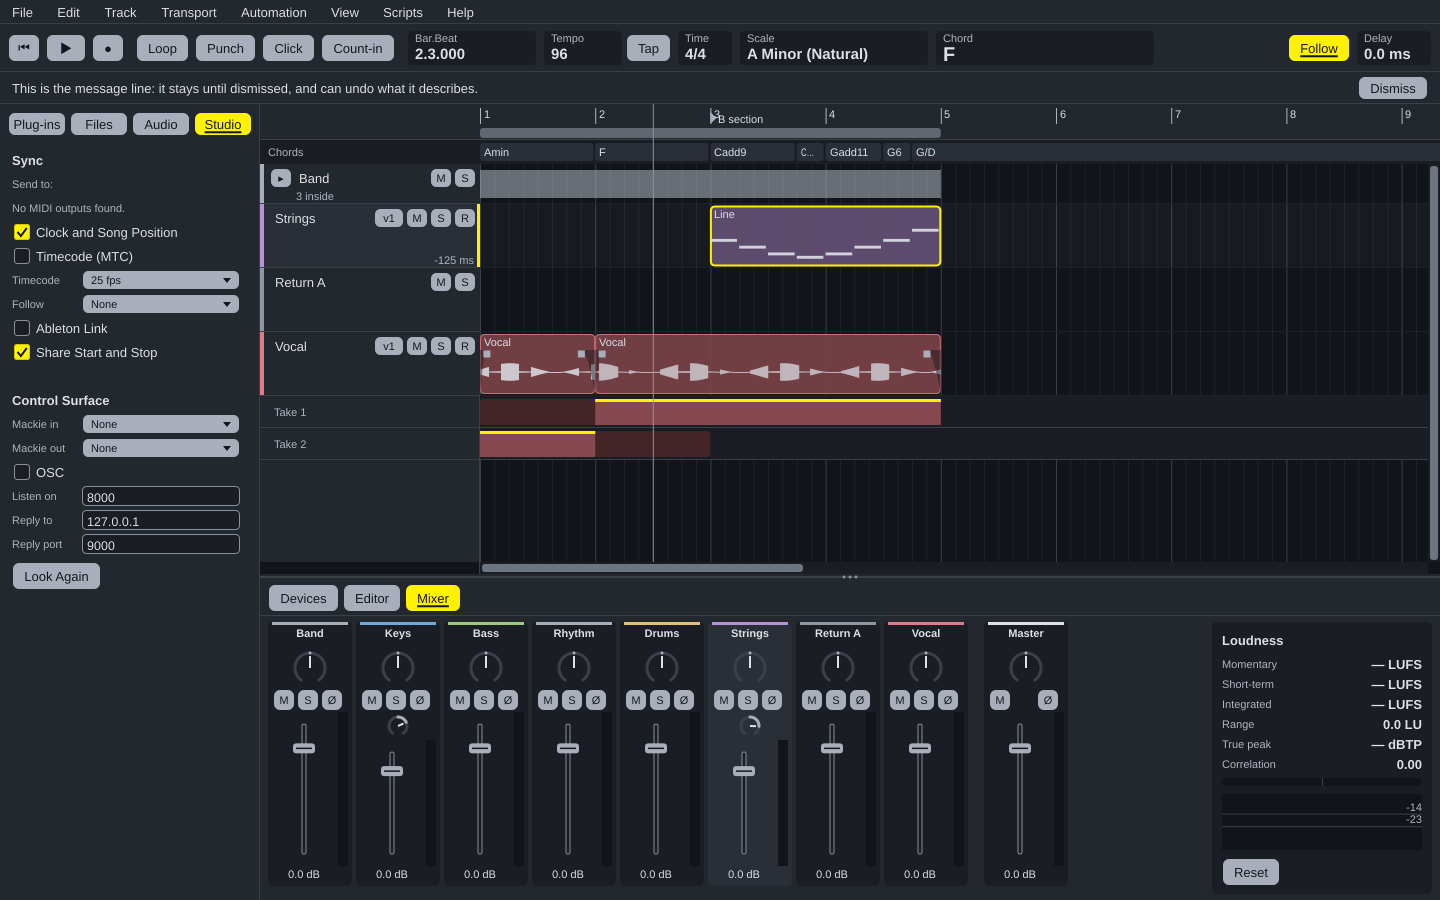 File Edit Track Transport Automation View Scripts Help
Loop Punch Click Count-in
Bar.Beat
2.3.000
Tempo
96
Tap
Time
4/4
Scale
A Minor (Natural)
Chord
F
Follow
Delay
0.0 ms
This is the message line: it stays until dismissed, and can undo what it describes.
Dismiss
Plug-ins Files Audio Studio
Sync
Send to:
No MIDI outputs found.
Clock and Song Position
Timecode (MTC)
Timecode 25 fps
Follow None
Ableton Link
Share Start and Stop
Control Surface
Mackie in None
Mackie out None
OSC
Listen on 8000
Reply to 127.0.0.1
Reply port 9000
Look Again
1 2 3 4 5 6 7 8 9
B section
Chords Amin F Cadd9 C... Gadd11 G6 G/D
Band M S
3 inside
Strings v1 M S R
-125 ms
Line
Return A M S
Vocal v1 M S R
Vocal Vocal
Take 1
Take 2
Devices Editor Mixer
Band Keys Bass Rhythm Drums Strings Return A Vocal Master
M S Ø M S Ø M S Ø M S Ø M S Ø M S Ø M S Ø M S Ø M Ø
0.0 dB 0.0 dB 0.0 dB 0.0 dB 0.0 dB 0.0 dB 0.0 dB 0.0 dB 0.0 dB
Loudness
Momentary — LUFS
Short-term — LUFS
Integrated — LUFS
Range 0.0 LU
True peak — dBTP
Correlation 0.00
-14
-23
Reset